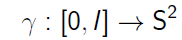 γ : [0, l] → S²